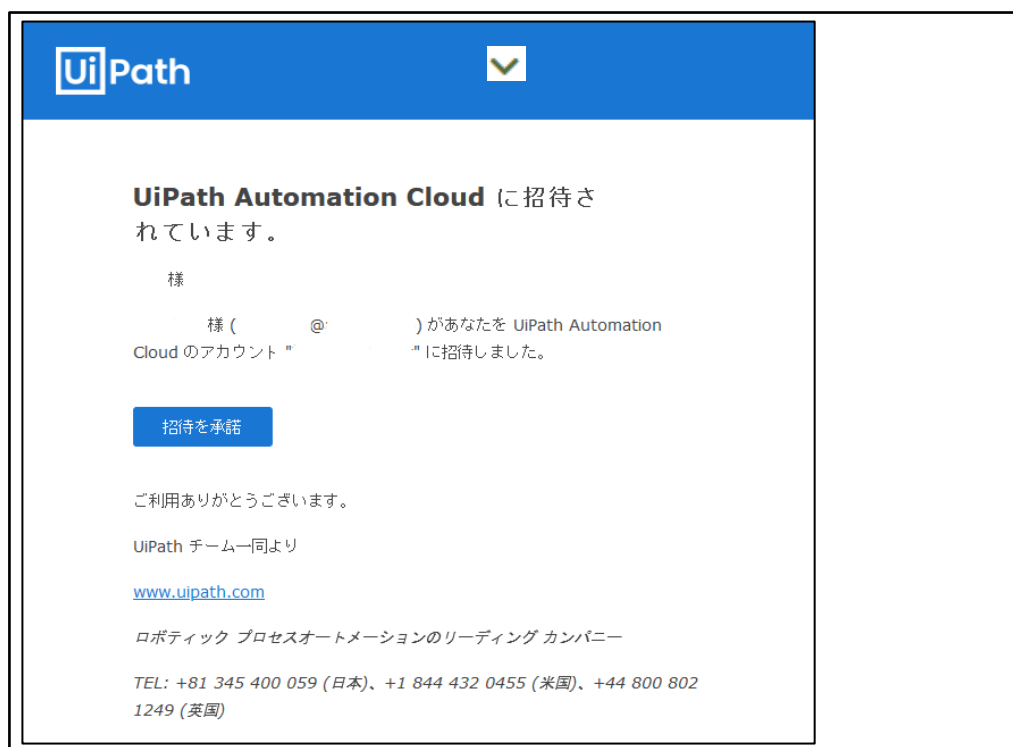 UiPath
UiPath Automation Cloud に招待さ
れています。
様
様 ( @ ) があなたを UiPath Automation
Cloud のアカウント " " に招待しました。
招待を承諾
ご利用ありがとうございます。
UiPath チーム一同より
www.uipath.com
ロボティック プロセスオートメーションのリーディング カンパニー
TEL: +81 345 400 059 (日本)、+1 844 432 0455 (米国)、+44 800 802
1249 (英国)